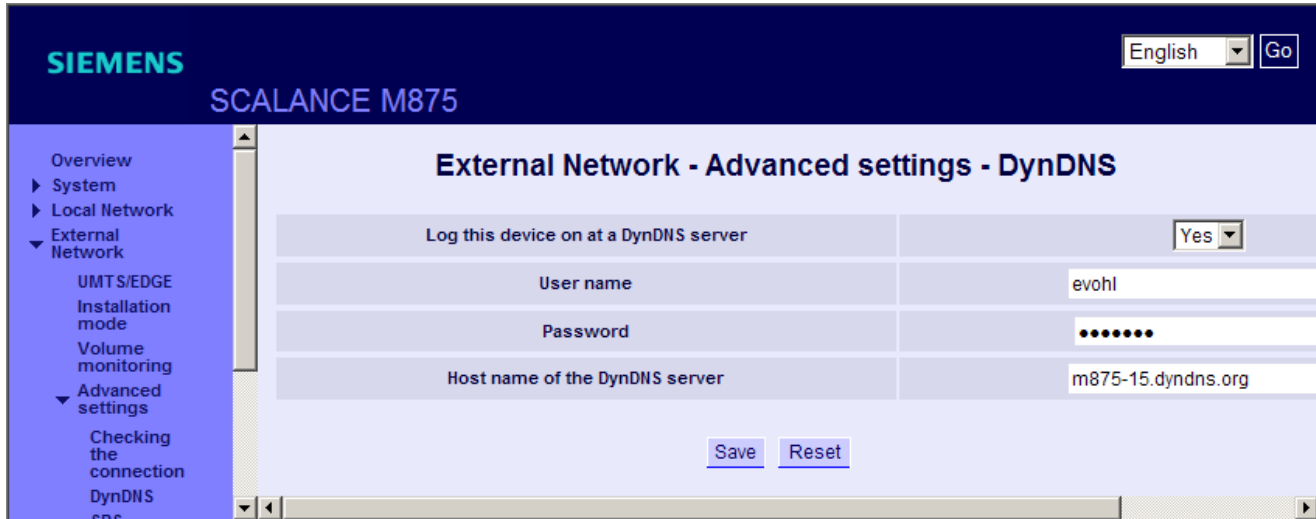 SIEMENS
English
Go
SCALANCE M875
Overview
System
Local Network
External
Network
UMTS/EDGE
Installation
mode
Volume
monitoring
Advanced
settings
Checking
the
connection
DynDNS
External Network - Advanced settings - DynDNS
Log this device on at a DynDNS server
Yes
User name
evohl
Password
•••••••
Host name of the DynDNS server
m875-15.dyndns.org
Save
Reset